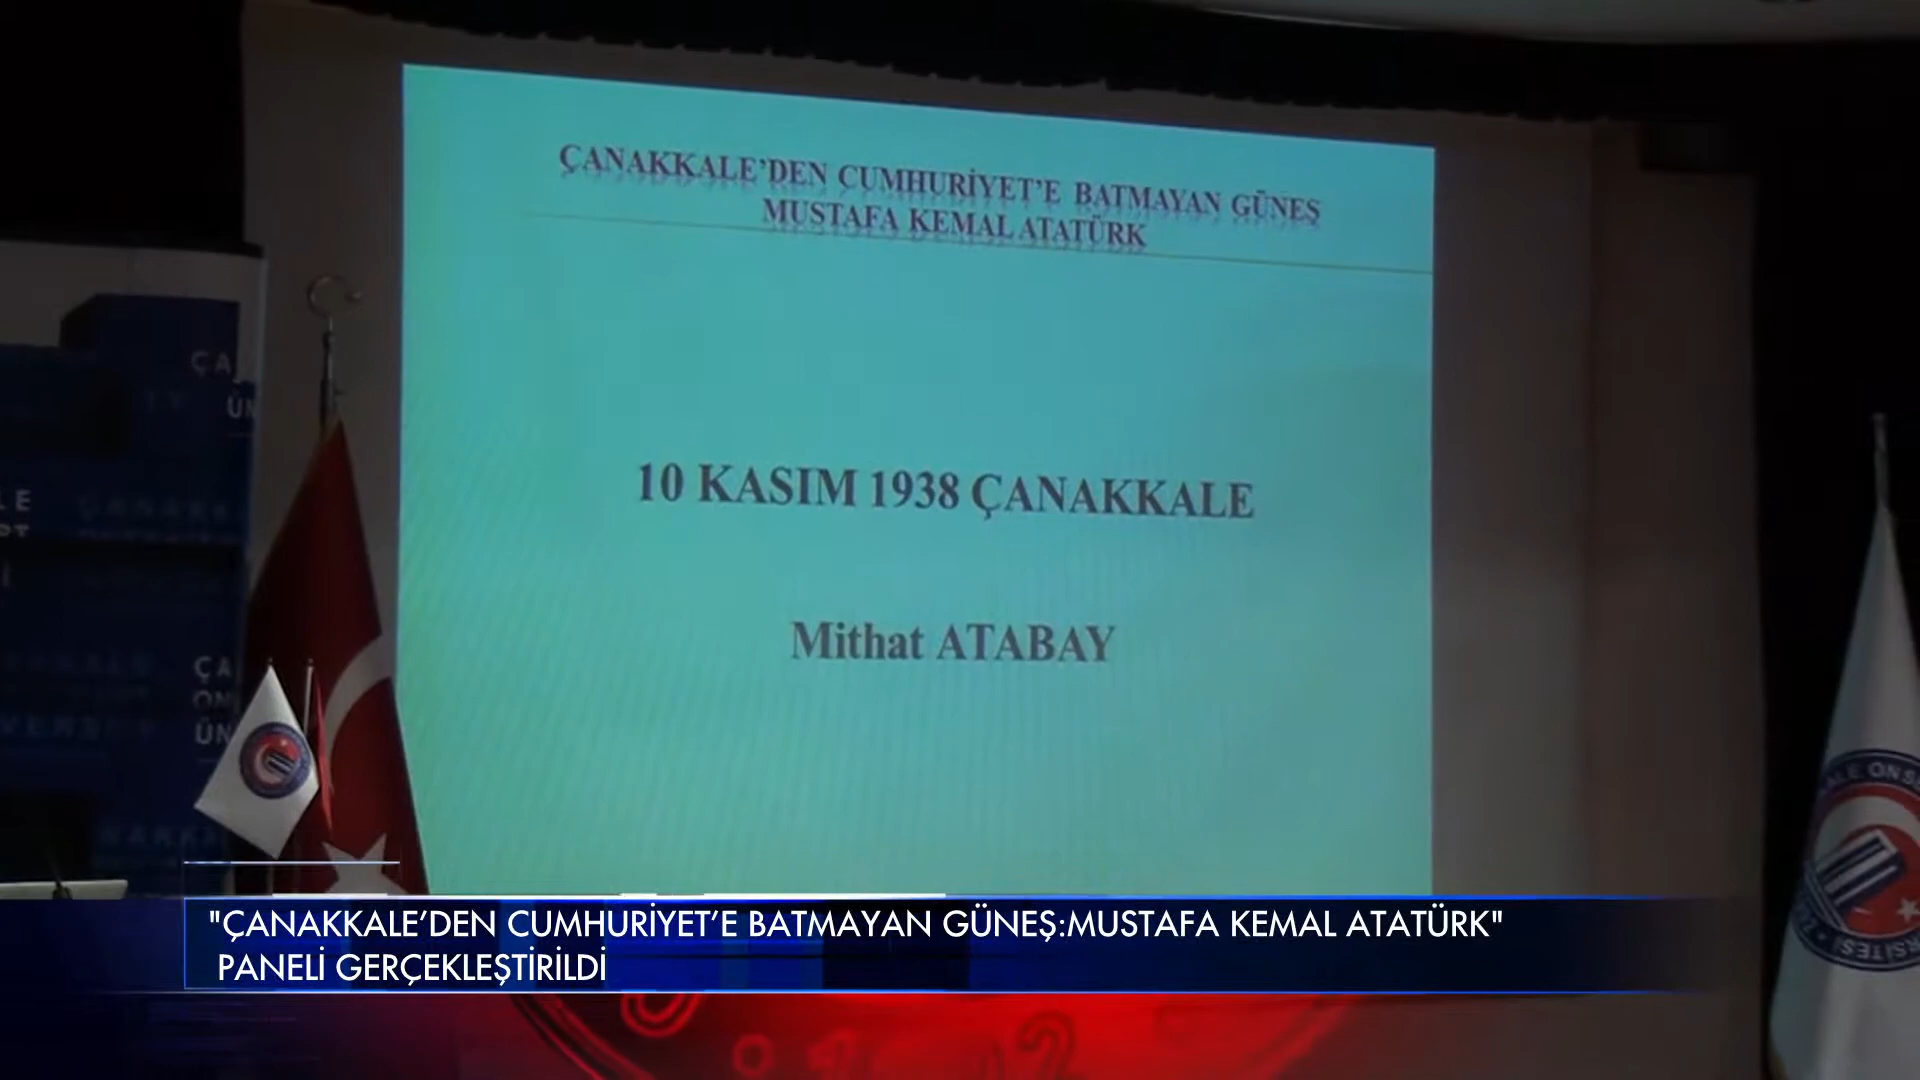 ÇANAKKALE’DEN CUMHURİYET’E BATMAYAN GÜNEŞ
MUSTAFA KEMAL ATATÜRK
10 KASIM 1938 ÇANAKKALE
Mithat ATABAY
"ÇANAKKALE’DEN CUMHURİYET’E BATMAYAN GÜNEŞ:MUSTAFA KEMAL ATATÜRK"
PANELİ GERÇEKLEŞTİRİLDİ